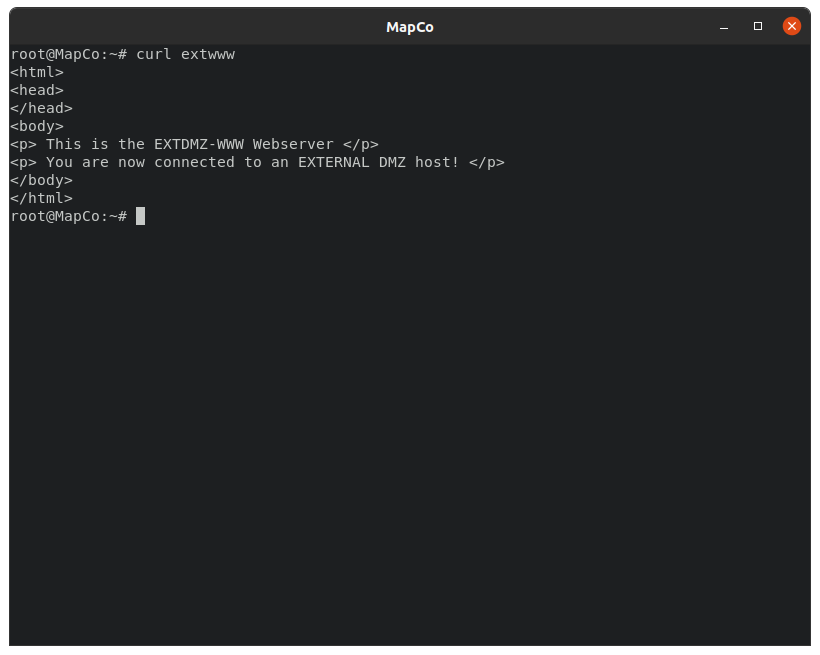 MapCo
root@MapCo:~# curl extwww
<html>
<head>
</head>
<body>
<p> This is the EXTDMZ-WWW Webserver </p>
<p> You are now connected to an EXTERNAL DMZ host! </p>
</body>
</html>
root@MapCo:~#